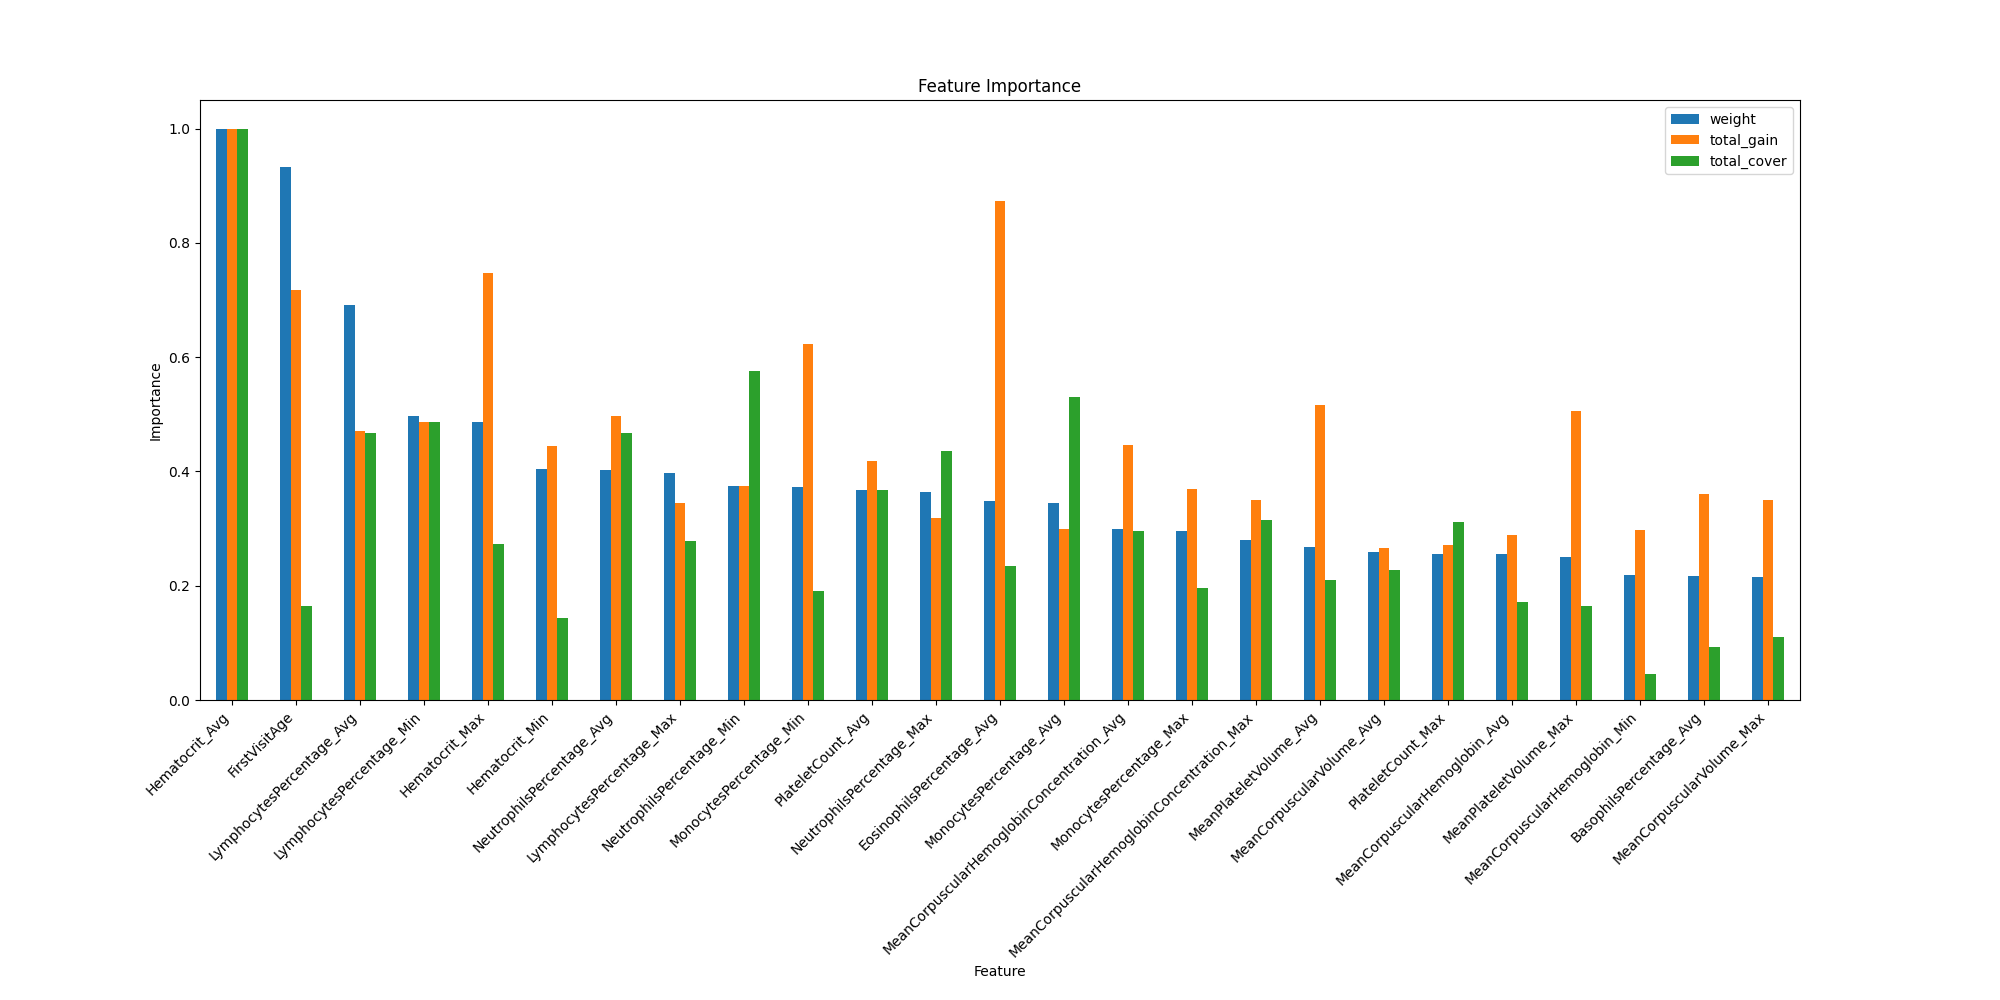 Feature Importance
weight
total_gain
total_cover
Importance
1.0
0.8
0.6
0.4
0.2
0.0
Hematocrit_Avg
FirstVisitAge
LymphocytesPercentage_Avg
LymphocytesPercentage_Min
Hematocrit_Max
Hematocrit_Min
NeutrophilsPercentage_Avg
LymphocytesPercentage_Max
NeutrophilsPercentage_Min
MonocytesPercentage_Min
PlateletCount_Avg
NeutrophilsPercentage_Max
EosinophilsPercentage_Avg
MonocytesPercentage_Avg
MeanCorpuscularHemoglobinConcentration_Avg
MonocytesPercentage_Max
MeanCorpuscularHemoglobinConcentration_Max
MeanPlateletVolume_Avg
MeanCorpuscularVolume_Avg
PlateletCount_Max
MeanCorpuscularHemoglobin_Avg
MeanPlateletVolume_Max
MeanCorpuscularHemoglobin_Min
BasophilsPercentage_Avg
MeanCorpuscularVolume_Max
Feature